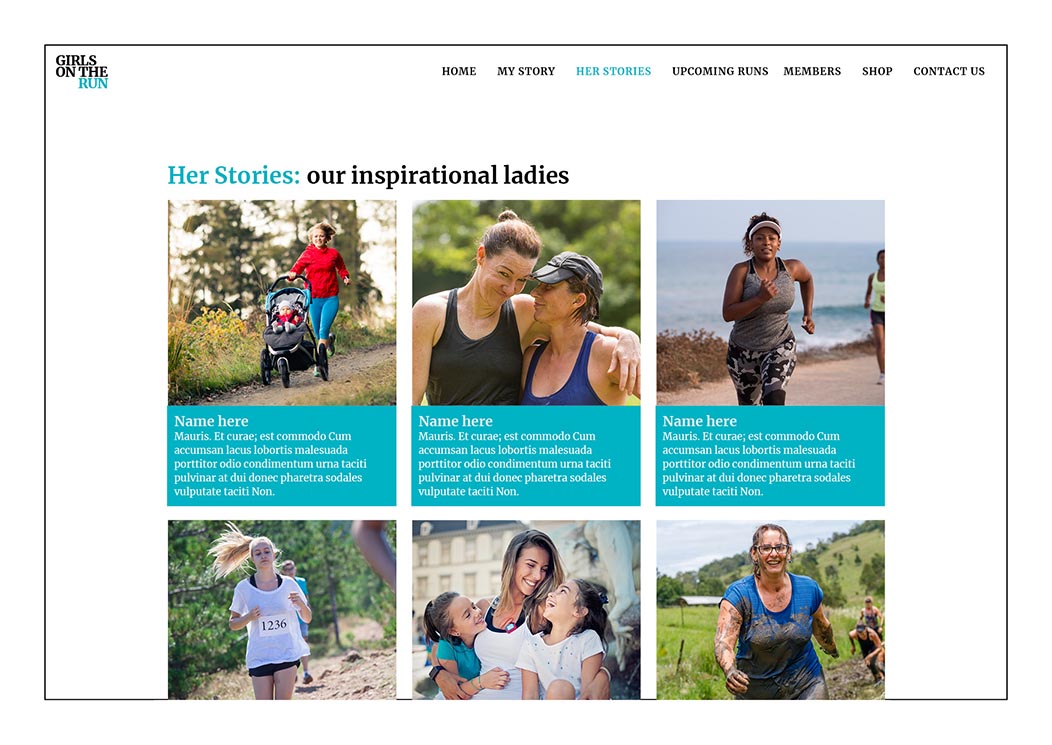 GIRLS
ON THE
RUN
HOME MY STORY HER STORIES UPCOMING RUNS MEMBERS SHOP CONTACT US
Her Stories: our inspirational ladies
Name here
Mauris. Et curae; est commodo Cum
accumsan lacus lobortis malesuada
porttitor odio condimentum urna taciti
pulvinar at dui donec pharetra sodales
vulputate taciti Non.
Name here
Mauris. Et curae; est commodo Cum
accumsan lacus lobortis malesuada
porttitor odio condimentum urna taciti
pulvinar at dui donec pharetra sodales
vulputate taciti Non.
Name here
Mauris. Et curae; est commodo Cum
accumsan lacus lobortis malesuada
porttitor odio condimentum urna taciti
pulvinar at dui donec pharetra sodales
vulputate taciti Non.
1236